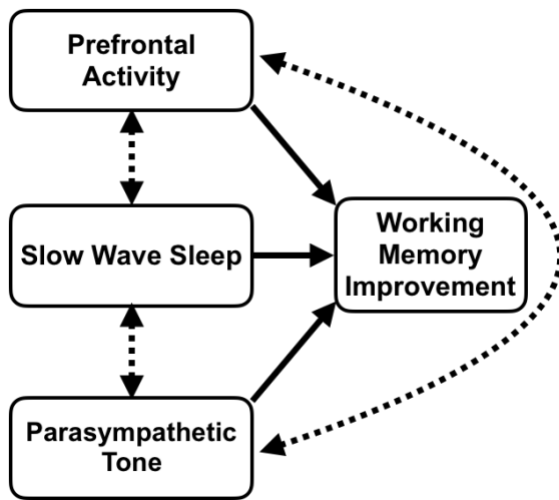 Prefrontal
Activity
Slow Wave Sleep
Working
Memory
Improvement
Parasympathetic
Tone